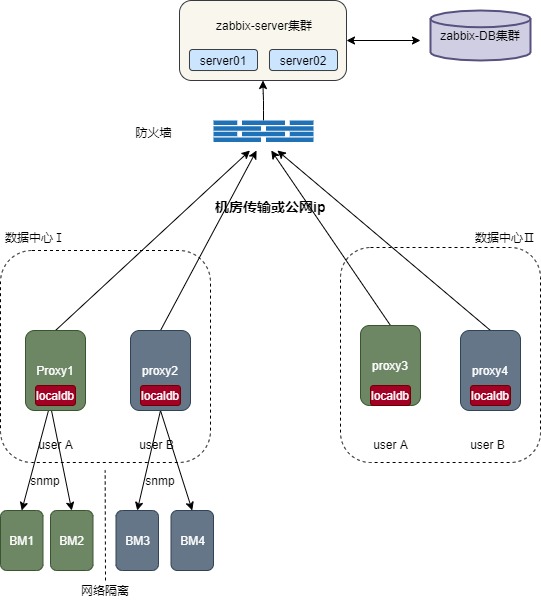 zabbix-server集群
server01
server02
zabbix-DB集群
防火墙
机房传输或公网ip
数据中心Ⅰ
数据中心Ⅱ
Proxy1
localdb
proxy2
localdb
proxy3
localdb
proxy4
localdb
user A
user B
user A
user B
snmp
snmp
BM1
BM2
BM3
BM4
网络隔离